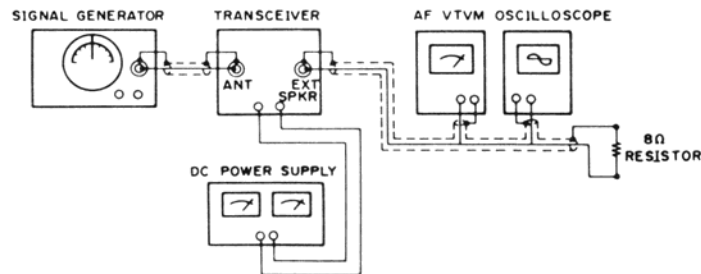 SIGNAL GENERATOR
TRANSCEIVER
AF VTVM
OSCILLOSCOPE
ANT
EXT
SPKR
8Ω
RESISTOR
DC POWER SUPPLY